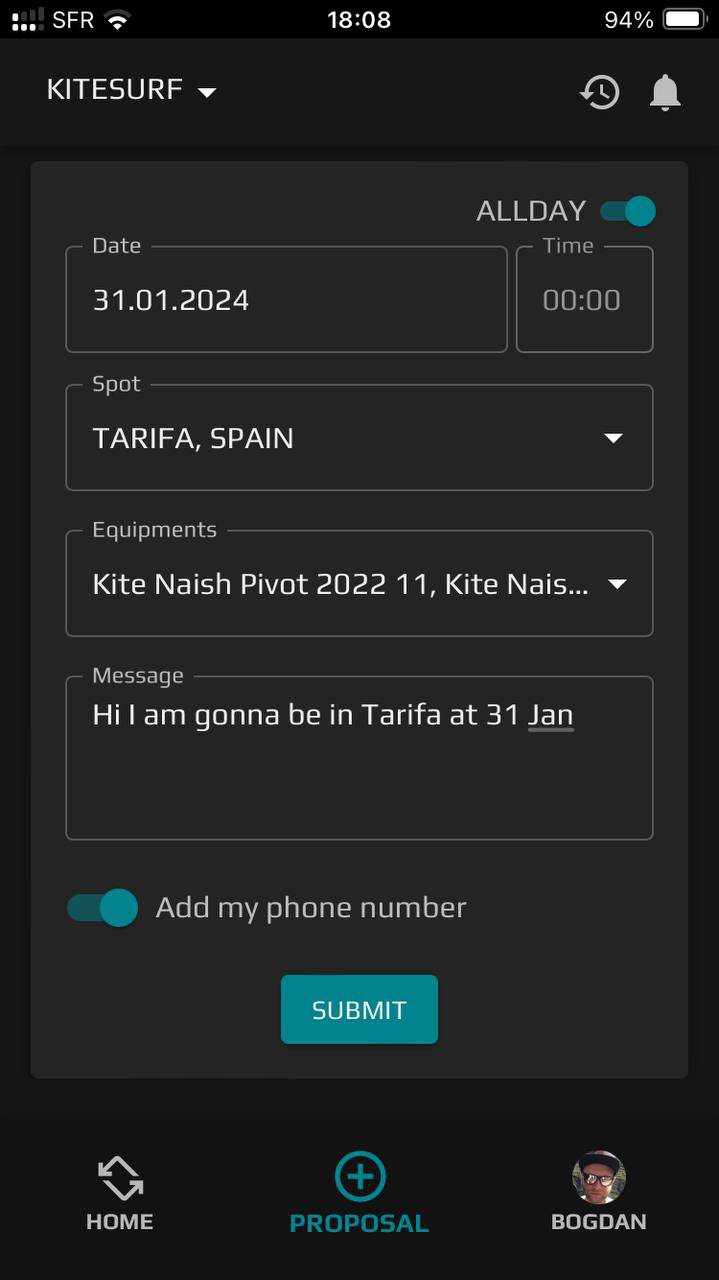 SFR 18:08 94%
KITESURF
ALLDAY
Date Time
31.01.2024 00:00
Spot
TARIFA, SPAIN
Equipments
Kite Naish Pivot 2022 11, Kite Nais...
Message
Hi I am gonna be in Tarifa at 31 Jan
Add my phone number
SUBMIT
HOME PROPOSAL BOGDAN